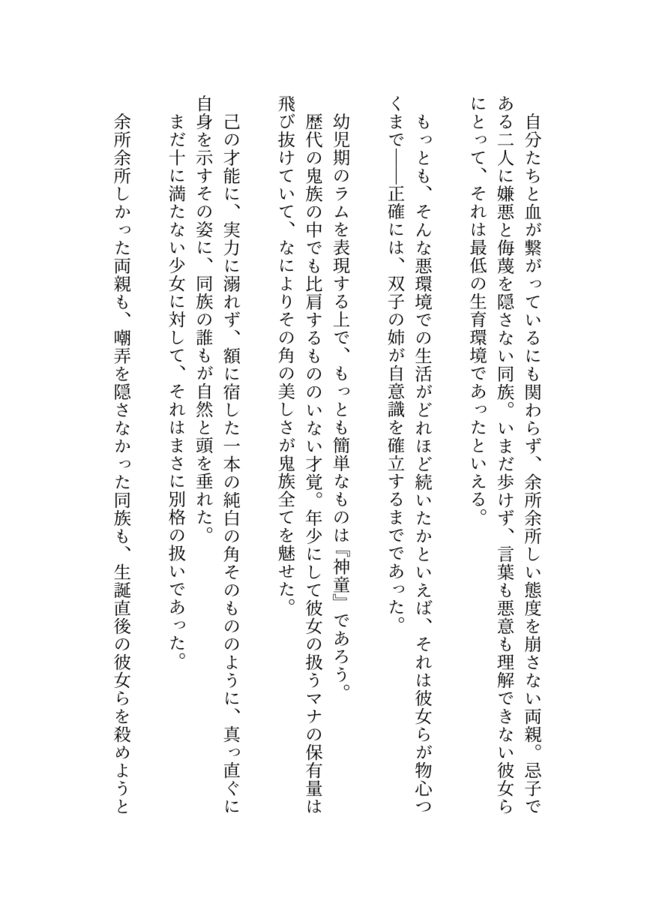 自分たちと血が繋がっているにも関わらず、余所余所しい態度を崩さない両親。忌子で
ある二人に嫌悪と侮蔑を隠さない同族。いまだ歩けず、言葉も悪意も理解できない彼女ら
にとって、それは最低の生育環境であったといえる。
もっとも、そんな悪環境での生活がどれほど続いたかといえば、それは彼女らが物心つ
くまで――正確には、双子の姉が自意識を確立するまでであった。
幼児期のラムを表現する上で、もっとも簡単なものは『神童』であろう。
歴代の鬼族の中でも比肩するもののいない才覚。年少にして彼女の扱うマナの保有量は
飛び抜けていて、なによりその角の美しさが鬼族全てを魅せた。
己の才能に、実力に溺れず、額に宿した一本の純白の角そのもののように、真っ直ぐに
自身を示すその姿に、同族の誰もが自然と頭を垂れた。
まだ十に満たない少女に対して、それはまさに別格の扱いであった。
余所余所しかった両親も、嘲弄を隠さなかった同族も、生誕直後の彼女らを殺めようと